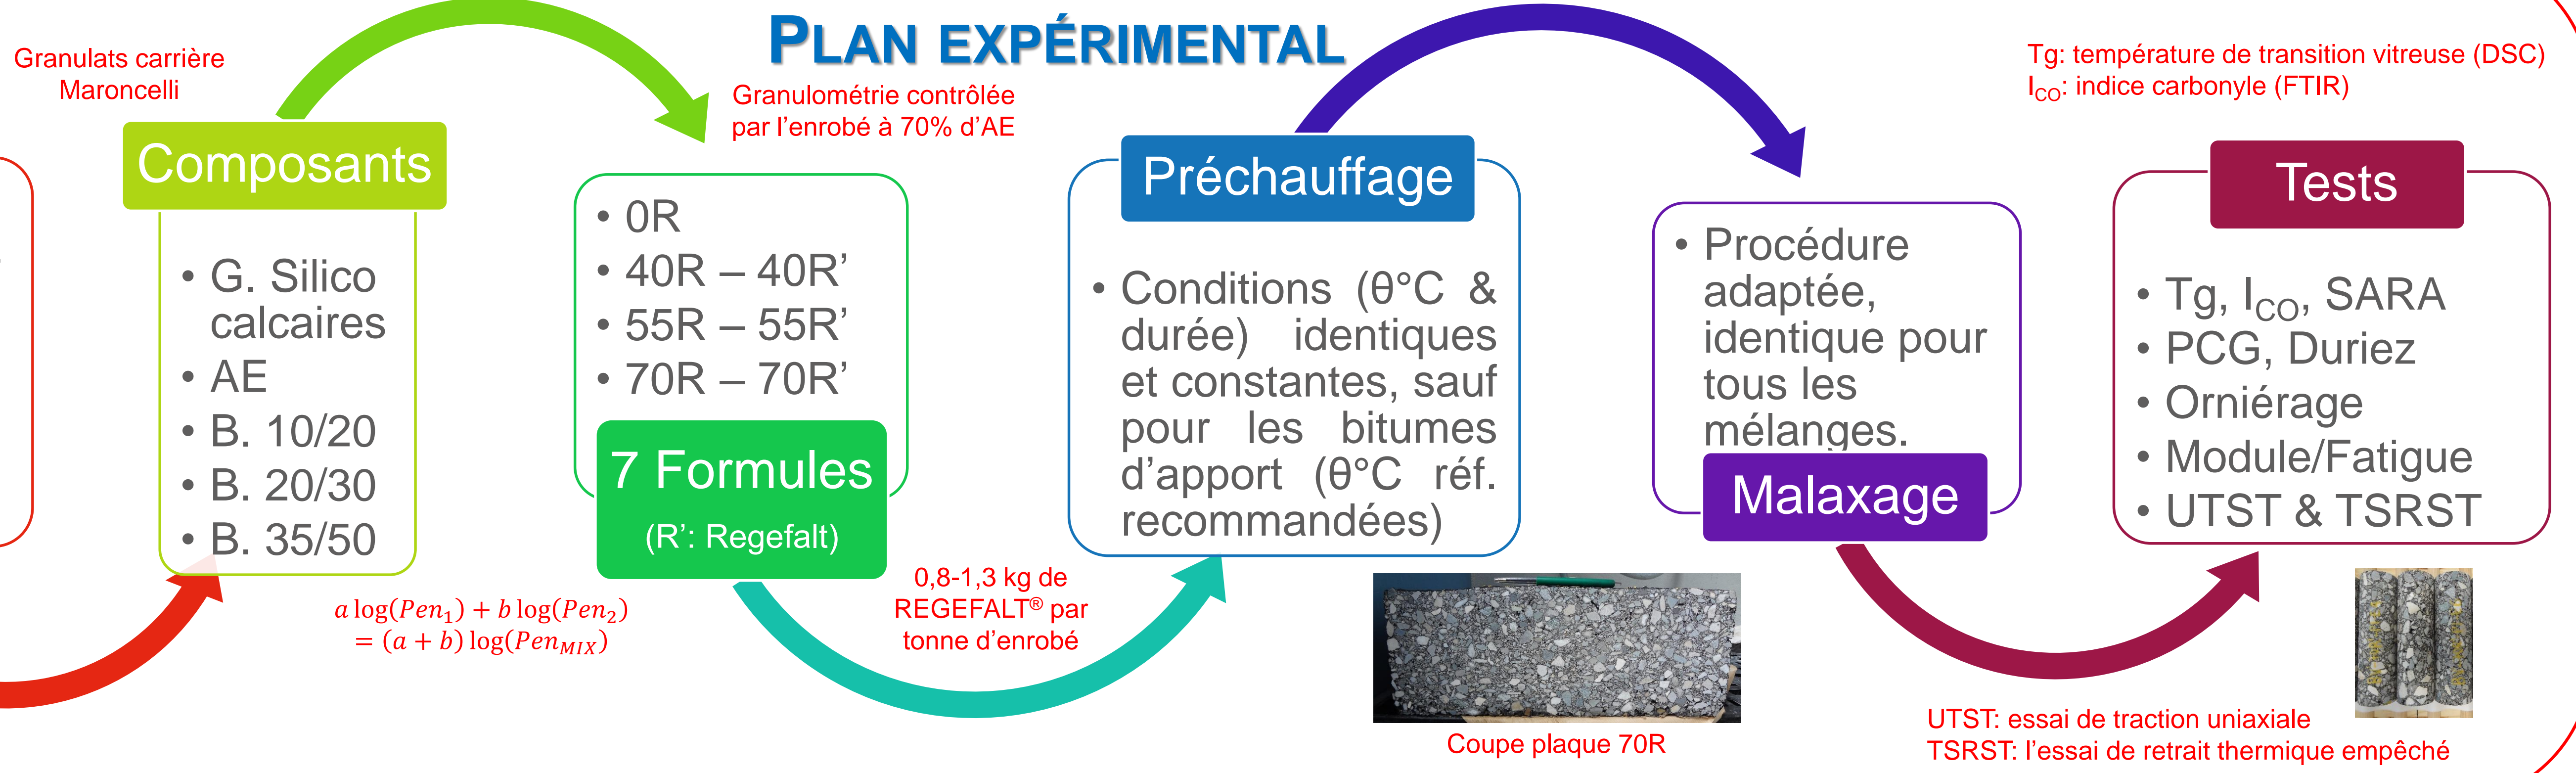 PLAN EXPÉRIMENTAL
Granulats carrière
Maroncelli
Composants
• G. Silico
calcaires
• AE
• B. 10/20
• B. 20/30
• B. 35/50
a log(Pen₁) + b log(Pen₂)
= (a + b) log(Pen_MIX)
Granulométrie contrôlée
par l’enrobé à 70% d’AE
• 0R
• 40R – 40R’
• 55R – 55R’
• 70R – 70R’
7 Formules
(R’: Regefalt)
0,8-1,3 kg de
REGEFALT® par
tonne d’enrobé
Préchauffage
• Conditions (θ°C &
durée) identiques
et constantes, sauf
pour les bitumes
d’apport (θ°C réf.
recommandées)
• Procédure
adaptée,
identique pour
tous les
mélanges.
Malaxage
Coupe plaque 70R
Tg: température de transition vitreuse (DSC)
I_CO: indice carbonyle (FTIR)
Tests
• Tg, I_CO, SARA
• PCG, Duriez
• Orniérage
• Module/Fatigue
• UTST & TSRST
UTST: essai de traction uniaxiale
TSRST: l’essai de retrait thermique empêché